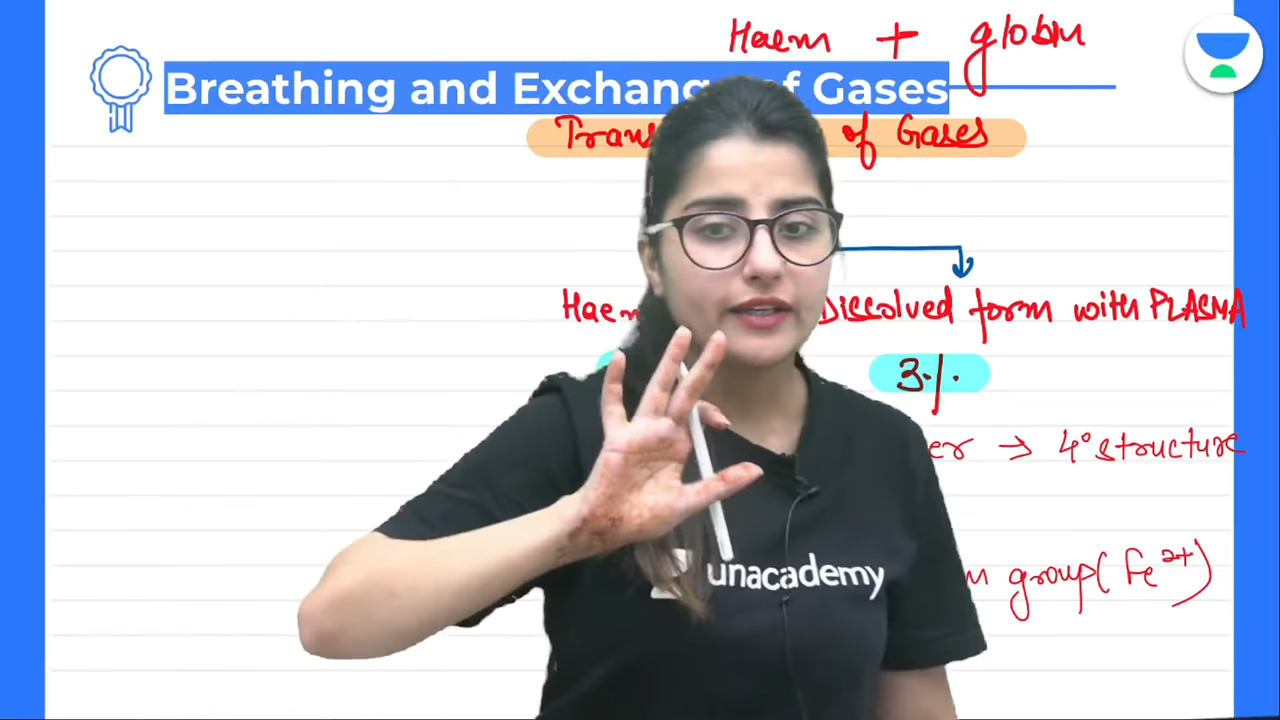 Haem + globin
Breathing and Exchang of Gases
Trans of Gases
Haem Dissolved form with PLASMA
3%
er → 4° structure
m group (Fe²⁺)
unacademy